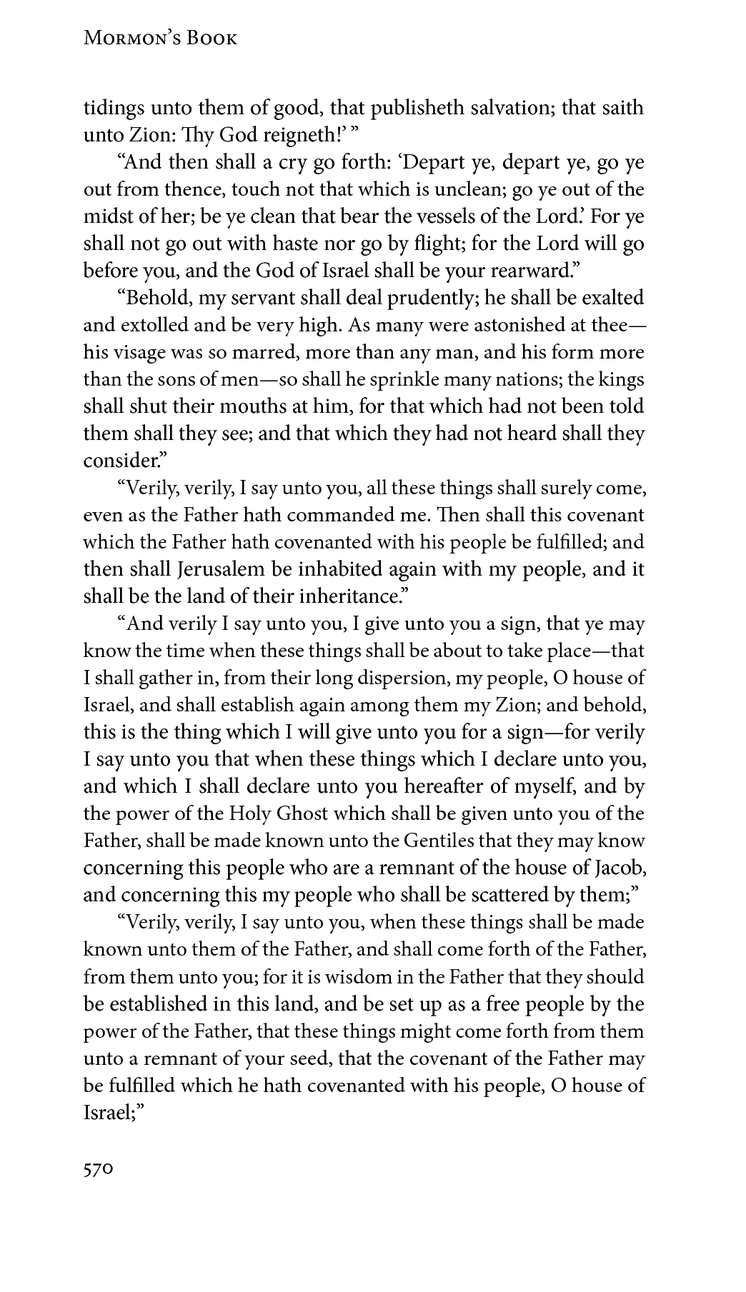 Mormon’s Book
tidings unto them of good, that publisheth salvation; that saith
unto Zion: Thy God reigneth!’ ”
“And then shall a cry go forth: ‘Depart ye, depart ye, go ye
out from thence, touch not that which is unclean; go ye out of the
midst of her; be ye clean that bear the vessels of the Lord.’ For ye
shall not go out with haste nor go by flight; for the Lord will go
before you, and the God of Israel shall be your rearward.”
“Behold, my servant shall deal prudently; he shall be exalted
and extolled and be very high. As many were astonished at thee—
his visage was so marred, more than any man, and his form more
than the sons of men—so shall he sprinkle many nations; the kings
shall shut their mouths at him, for that which had not been told
them shall they see; and that which they had not heard shall they
consider.”
“Verily, verily, I say unto you, all these things shall surely come,
even as the Father hath commanded me. Then shall this covenant
which the Father hath covenanted with his people be fulfilled; and
then shall Jerusalem be inhabited again with my people, and it
shall be the land of their inheritance.”
“And verily I say unto you, I give unto you a sign, that ye may
know the time when these things shall be about to take place—that
I shall gather in, from their long dispersion, my people, O house of
Israel, and shall establish again among them my Zion; and behold,
this is the thing which I will give unto you for a sign—for verily
I say unto you that when these things which I declare unto you,
and which I shall declare unto you hereafter of myself, and by
the power of the Holy Ghost which shall be given unto you of the
Father, shall be made known unto the Gentiles that they may know
concerning this people who are a remnant of the house of Jacob,
and concerning this my people who shall be scattered by them;”
“Verily, verily, I say unto you, when these things shall be made
known unto them of the Father, and shall come forth of the Father,
from them unto you; for it is wisdom in the Father that they should
be established in this land, and be set up as a free people by the
power of the Father, that these things might come forth from them
unto a remnant of your seed, that the covenant of the Father may
be fulfilled which he hath covenanted with his people, O house of
Israel;”
570